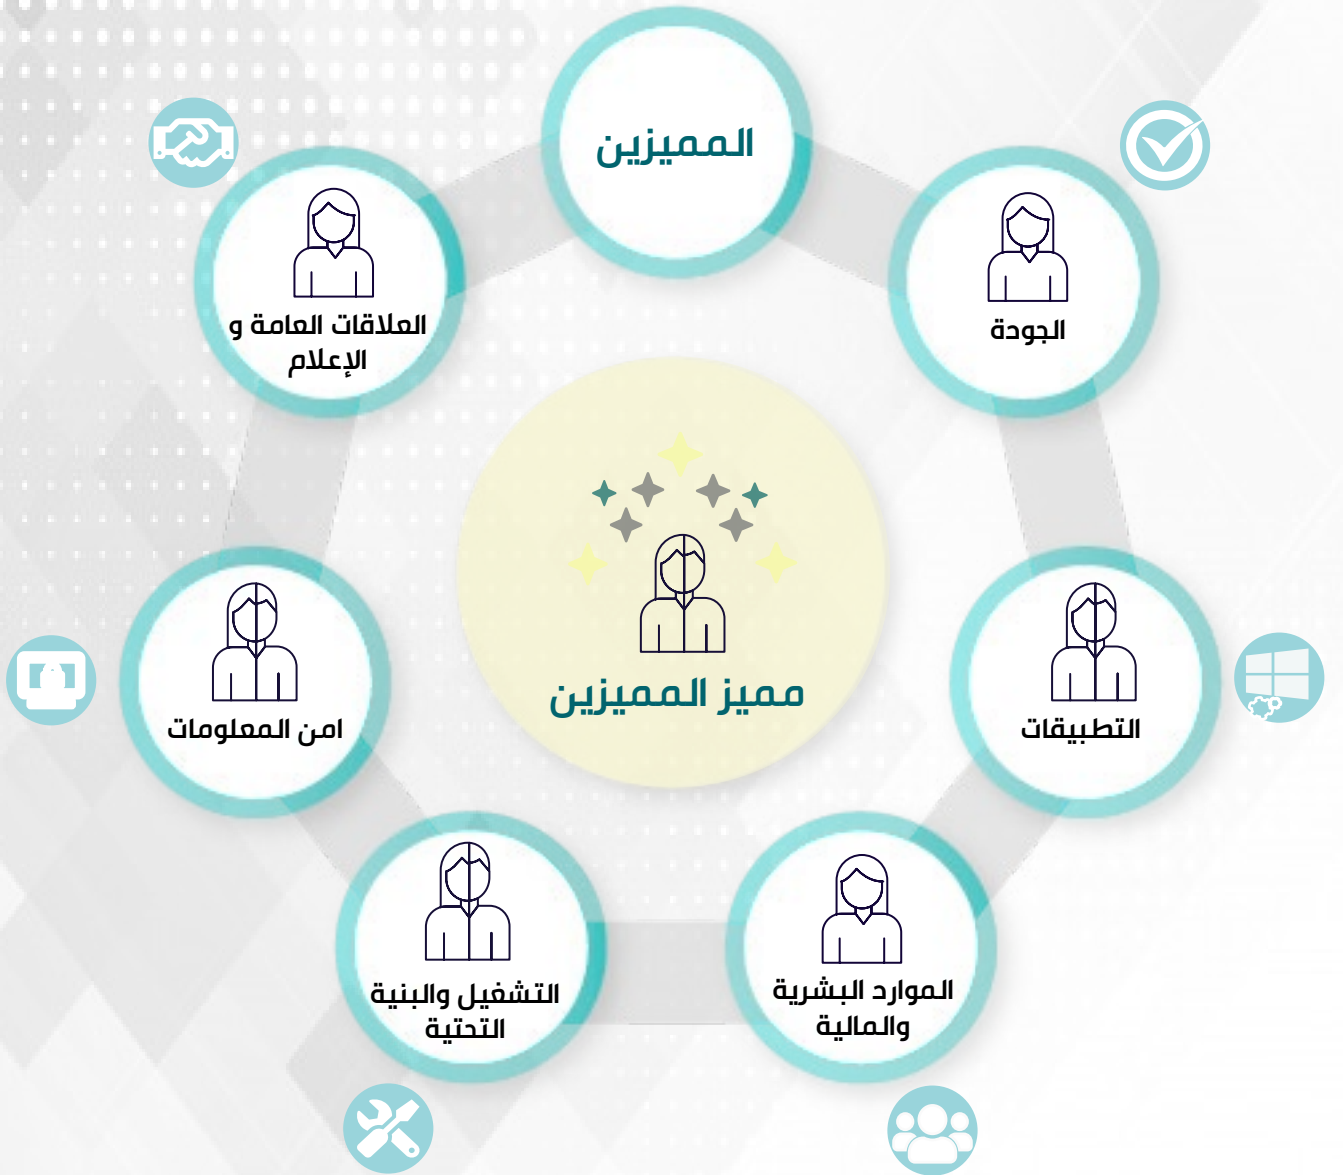 المميزين
الجودة
العلاقات العامة و
الإعلام
مميز المميزين
التطبيقات
امن المعلومات
الموارد البشرية
والمالية
التشغيل والبنية
التحتية